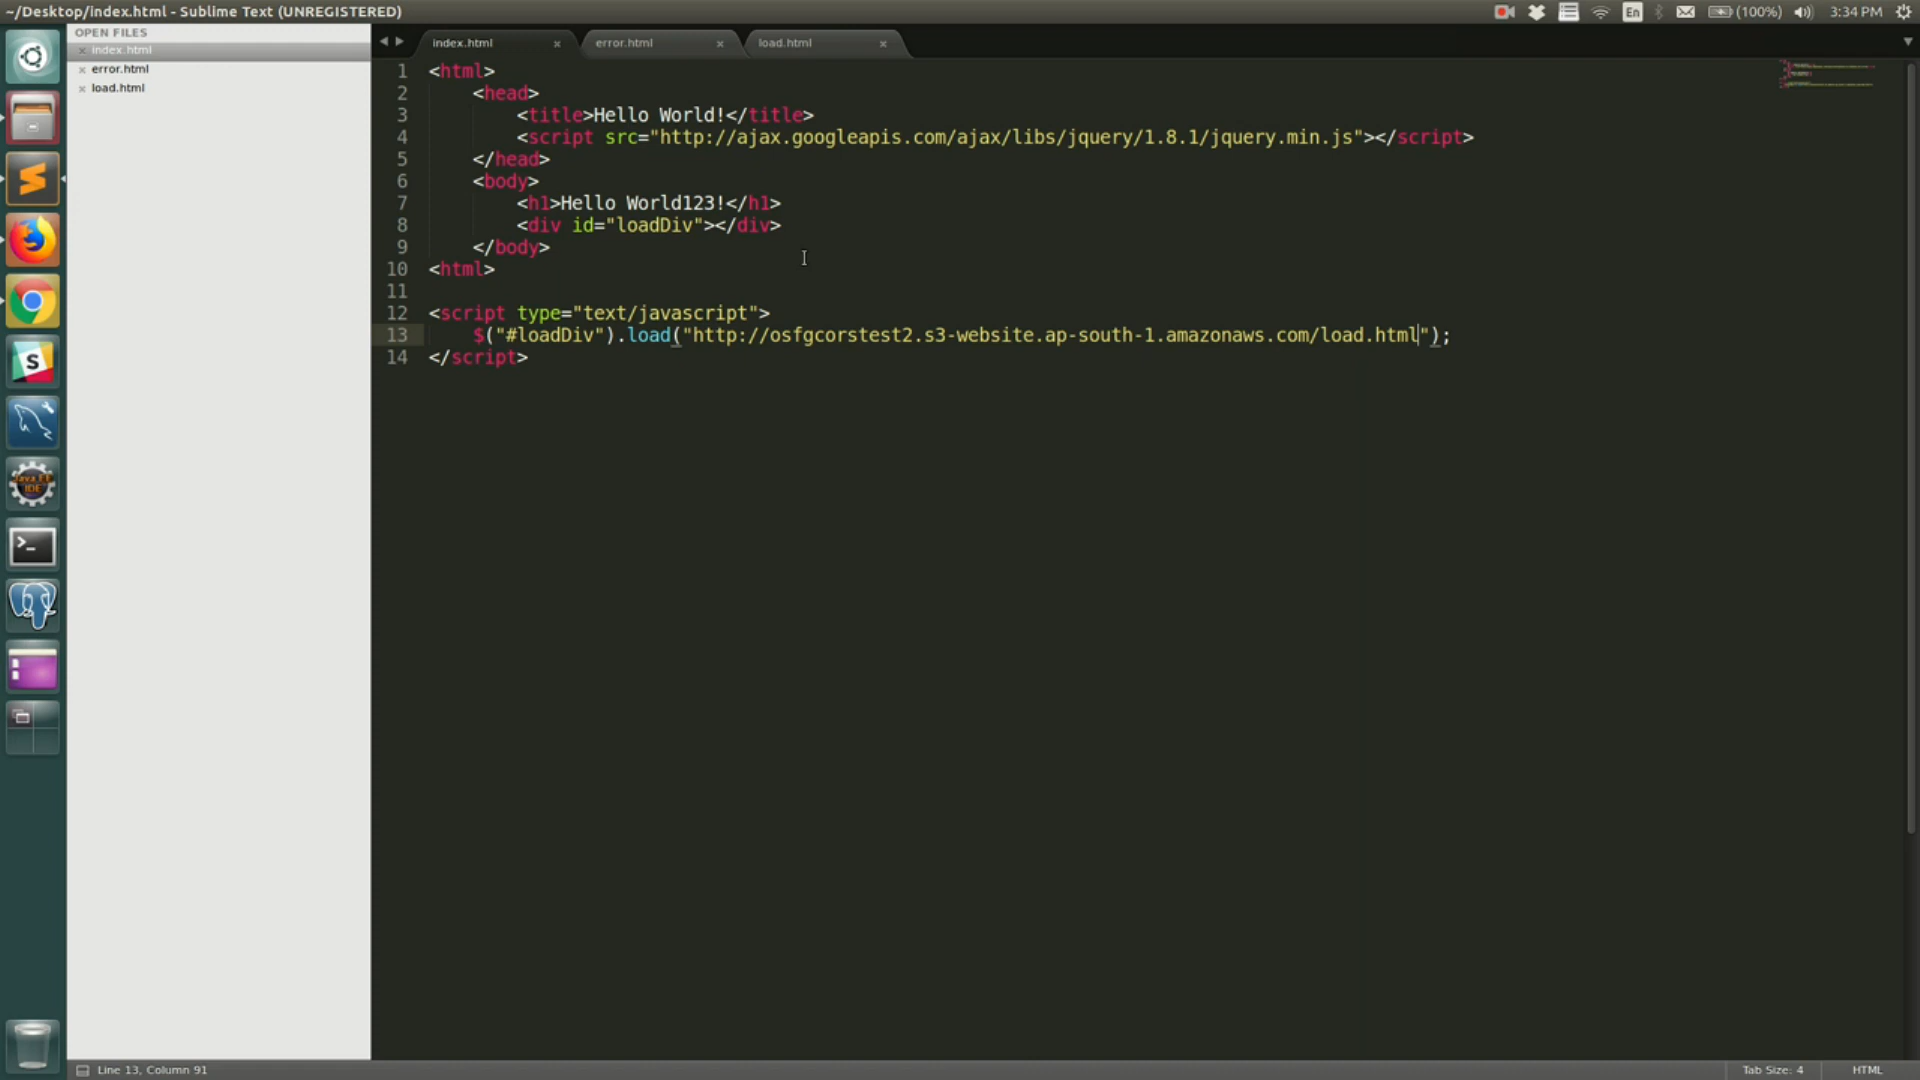 ~/Desktop/index.html - Sublime Text (UNREGISTERED)
En
(100%)
3:34 PM
OPEN FILES
index.html
error.html
load.html
index.html
error.html
load.html
1 <html>
2 <head>
3 <title>Hello World!</title>
4 <script src="http://ajax.googleapis.com/ajax/libs/jquery/1.8.1/jquery.min.js"></script>
5 </head>
6 <body>
7 <h1>Hello World123!</h1>
8 <div id="loadDiv"></div>
9 </body>
10 <html>
11
12 <script type="text/javascript">
13 $("#loadDiv").load("http://osfgcorstest2.s3-website.ap-south-1.amazonaws.com/load.html");
14 </script>
Java EE
IDE
Line 13, Column 91
Tab Size: 4
HTML